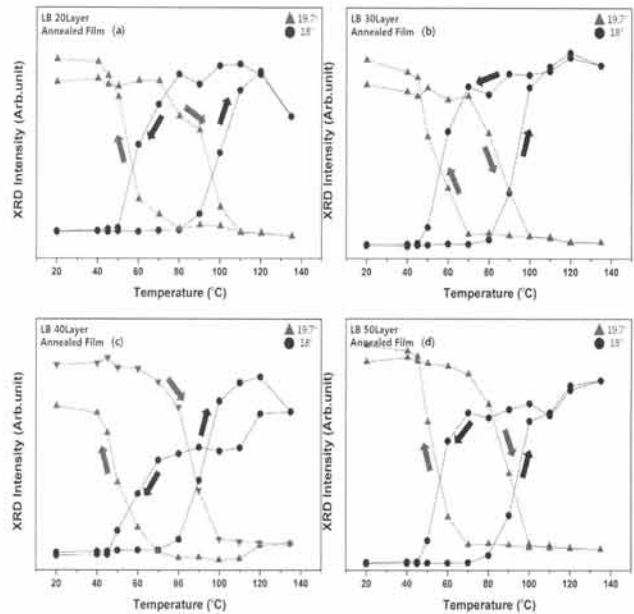 LB 20Layer (a) ▲ 19.7°
Annealed Film ● 18°
XRD Intensity (Arb.unit)
20 40 60 80 100 120 140
Temperature (°C)
LB 30Layer ▲ 19.7°
Annealed Film (b) ● 18°
XRD Intensity (Arb.unit)
20 40 60 80 100 120 140
Temperature (°C)
LB 40Layer ▲ 19.7°
Annealed Film (c) ● 18°
XRD Intensity (Arb.unit)
20 40 60 80 100 120 140
Temperature (°C)
LB 50Layer ▲ 19.7°
Annealed Film (d) ● 18°
XRD Intensity (Arb.unit)
20 40 60 80 100 120 140
Temperature (°C)